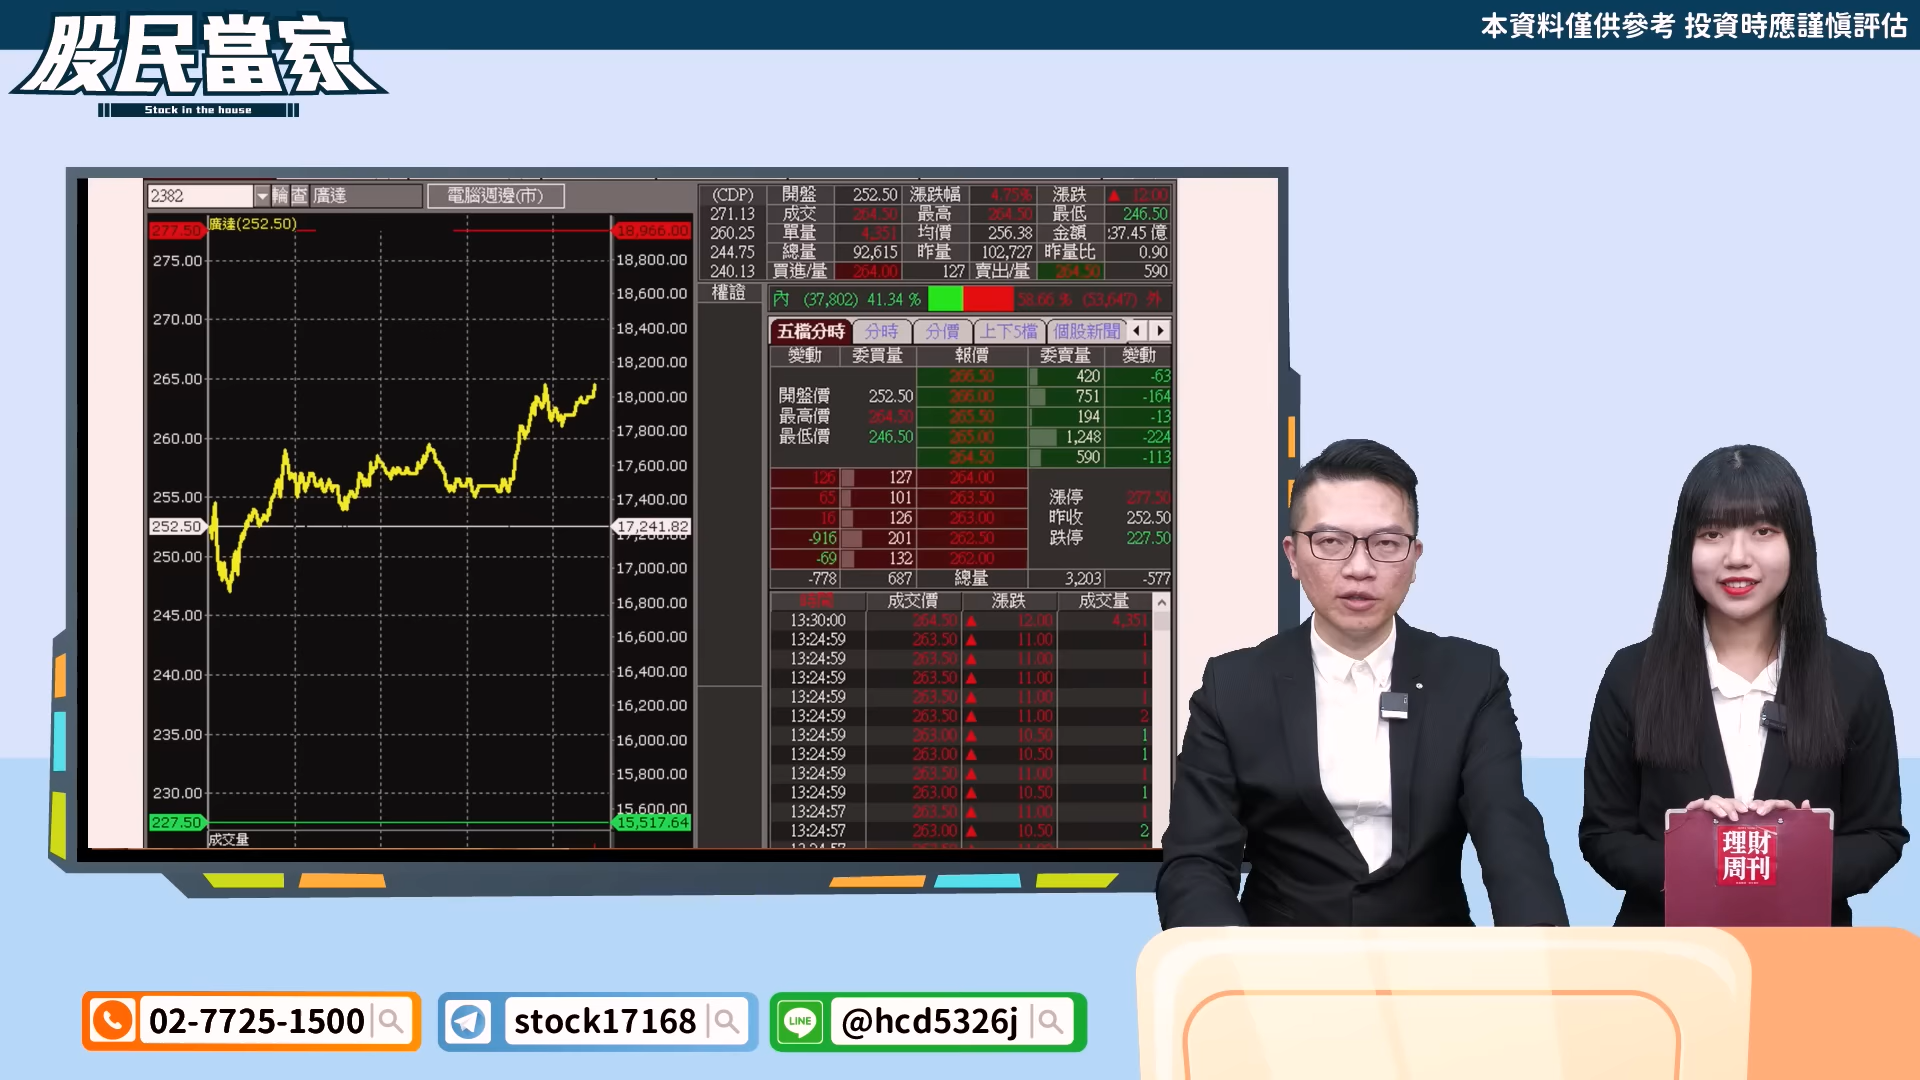 股民當家
Stock in the house
本資料僅供參考 投資時應謹慎評估
2382 輪 查 廣達 電腦週邊(市)
廣達(252.50)
277.50
275.00
270.00
265.00
260.00
255.00
252.50
250.00
245.00
240.00
235.00
230.00
227.50
成交量
18,966.00
18,800.00
18,600.00
18,400.00
18,200.00
18,000.00
17,800.00
17,600.00
17,400.00
17,241.82
17,000.00
16,800.00
16,600.00
16,400.00
16,200.00
16,000.00
15,800.00
15,600.00
15,517.64
(CDP) 開盤 252.50 漲跌幅 4.75% 漲跌 ▲ 12.00
271.13 成交 264.50 最高 264.50 最低 246.50
260.25 單量 4,351 均價 256.38 金額 :37.45 億
244.75 總量 92,615 昨量 102,727 昨量比 0.90
240.13 買進/量 264.00 127 賣出/量 264.50 590
權證
內 (37,802) 41.34 % 58.66 % (53,647) 外
五檔分時 分時 分價 上下5檔 個股新聞
變動 委買量 報價 委賣量 變動
266.50 420 -63
開盤價 252.50 266.00 751 -164
最高價 264.50 265.50 194 -13
最低價 246.50 265.00 1,248 -224
264.50 590 -113
126 127 264.00
65 101 263.50 漲停 277.50
16 126 263.00 昨收 252.50
-916 201 262.50 跌停 227.50
-69 132 262.00
-778 687 總量 3,203 -577
時間 成交價 漲跌 成交量
13:30:00 264.50 ▲ 12.00 4,351
13:24:59 263.50 ▲ 11.00 1
13:24:59 263.50 ▲ 11.00 1
13:24:59 263.50 ▲ 11.00 1
13:24:59 263.50 ▲ 11.00 1
13:24:59 263.50 ▲ 11.00 2
13:24:59 263.00 ▲ 10.50 1
13:24:59 263.00 ▲ 10.50 1
13:24:59 263.50 ▲ 11.00 1
13:24:59 263.00 ▲ 10.50 1
13:24:57 263.50 ▲ 11.00 1
13:24:57 263.00 ▲ 10.50 2
理財
周刊
02-7725-1500
stock17168
LINE @hcd5326j